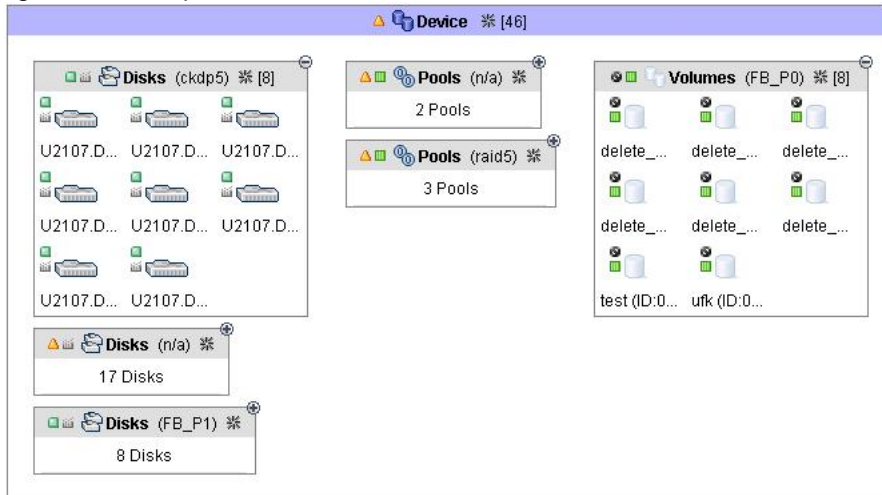 Device [46]
Disks (ckdp5) [8]
U2107.D... U2107.D... U2107.D...
U2107.D... U2107.D... U2107.D...
U2107.D... U2107.D...
Disks (n/a)
17 Disks
Disks (FB_P1)
8 Disks
Pools (n/a)
2 Pools
Pools (raid5)
3 Pools
Volumes (FB_P0) [8]
delete_... delete_... delete_...
delete_... delete_... delete_...
test (ID:0... ufk (ID:0...